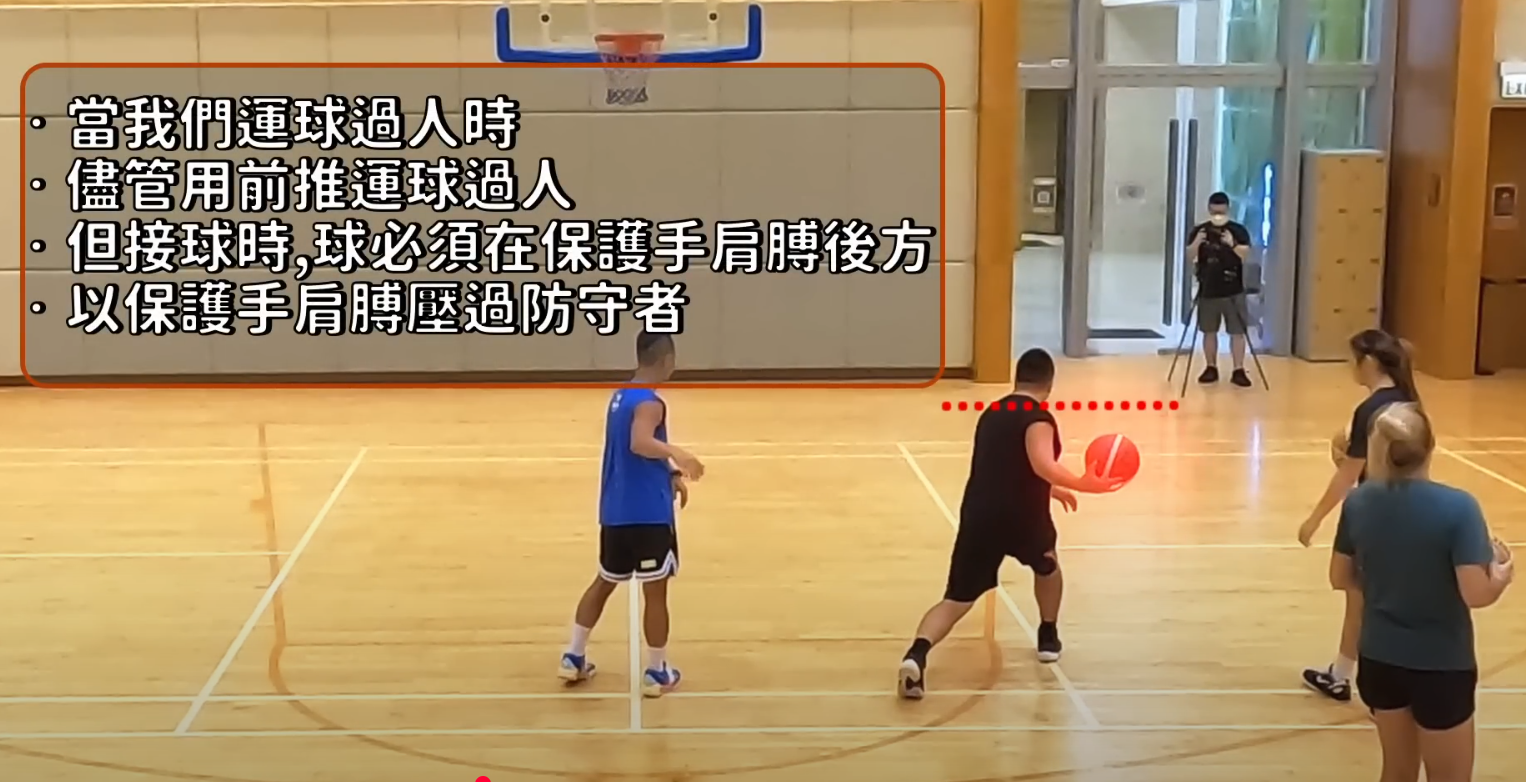 · 當我們運球過人時
· 儘管用前推運球過人
· 但接球時,球必須在保護手肩膊後方
· 以保護手肩膊壓過防守者